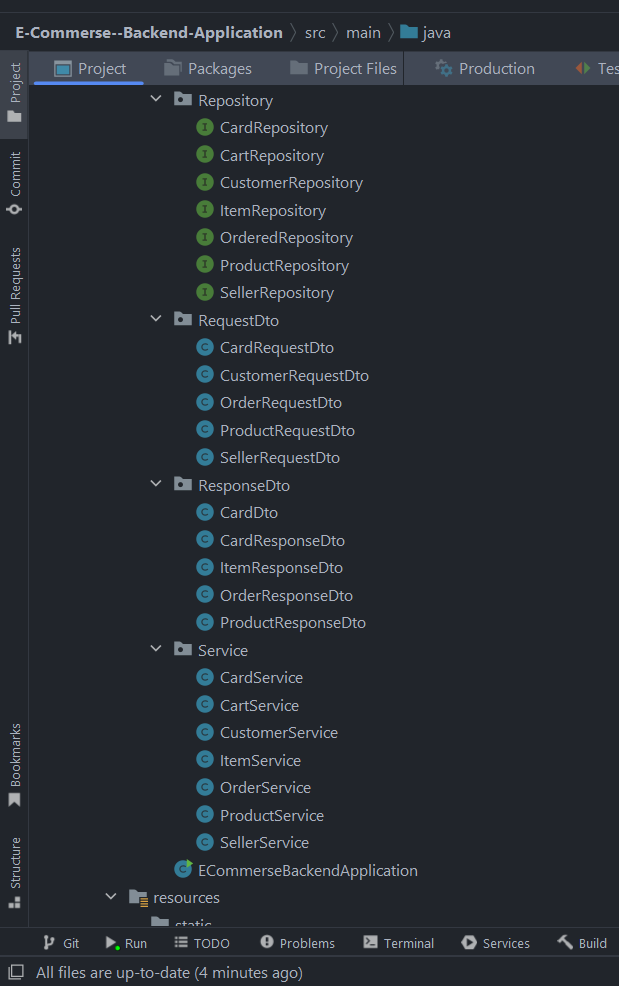 E-Commerse--Backend-Application src main java
Project Packages Project Files Production Tes
Project
Commit
Pull Requests
Repository
CardRepository
CartRepository
CustomerRepository
ItemRepository
OrderedRepository
ProductRepository
SellerRepository
RequestDto
CardRequestDto
CustomerRequestDto
OrderRequestDto
ProductRequestDto
SellerRequestDto
ResponseDto
CardDto
CardResponseDto
ItemResponseDto
OrderResponseDto
ProductResponseDto
Service
CardService
CartService
CustomerService
ItemService
OrderService
ProductService
SellerService
ECommerseBackendApplication
resources
static
Bookmarks
Structure
Git Run TODO Problems Terminal Services Build
All files are up-to-date (4 minutes ago)